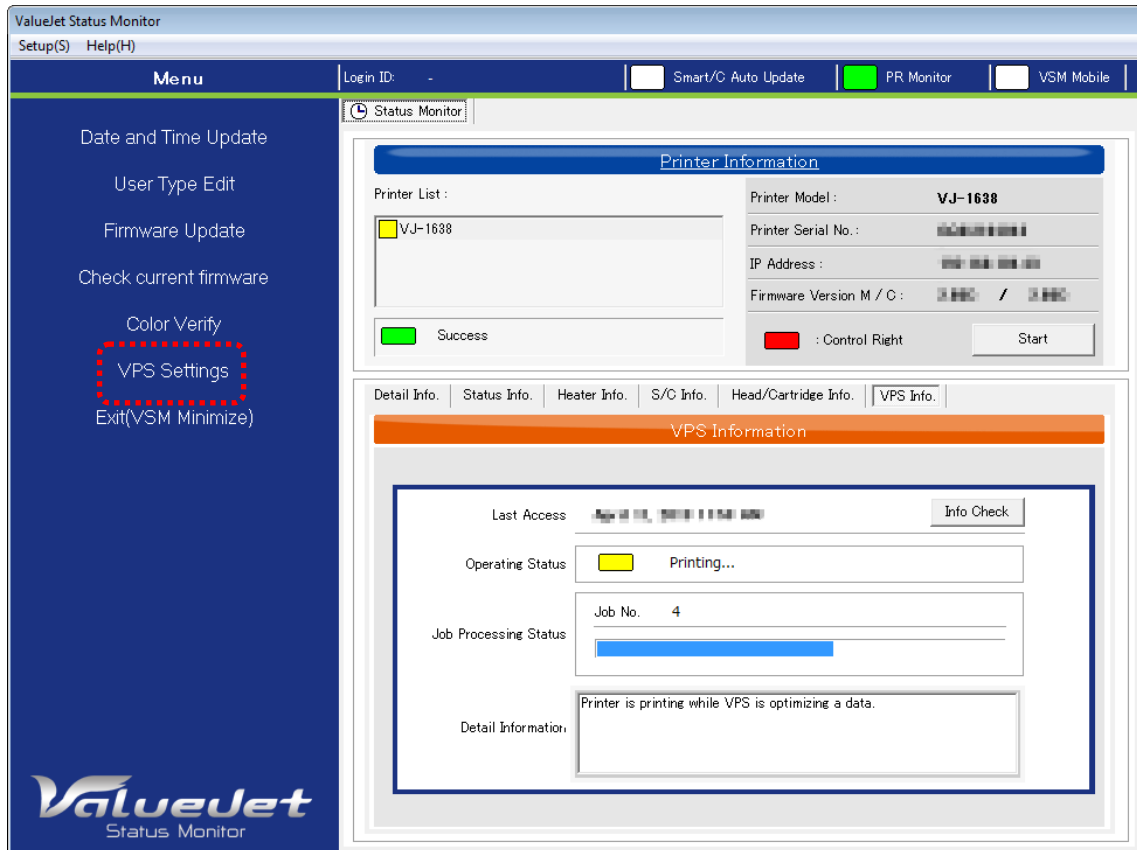 ValueJet Status Monitor
Setup(S) Help(H)
Menu
Login ID: -
Smart/C Auto Update
PR Monitor
VSM Mobile
Status Monitor
Date and Time Update
User Type Edit
Firmware Update
Check current firmware
Color Verify
VPS Settings
Exit(VSM Minimize)
Printer Information
Printer List :
VJ-1638
Success
Printer Model : VJ-1638
Printer Serial No. :
IP Address :
Firmware Version M / C : /
: Control Right
Start
Detail Info. Status Info. Heater Info. S/C Info. Head/Cartridge Info. VPS Info.
VPS Information
Last Access
Info Check
Operating Status Printing...
Job No. 4
Job Processing Status
Printer is printing while VPS is optimizing a data.
Detail Information
ValueJet
Status Monitor